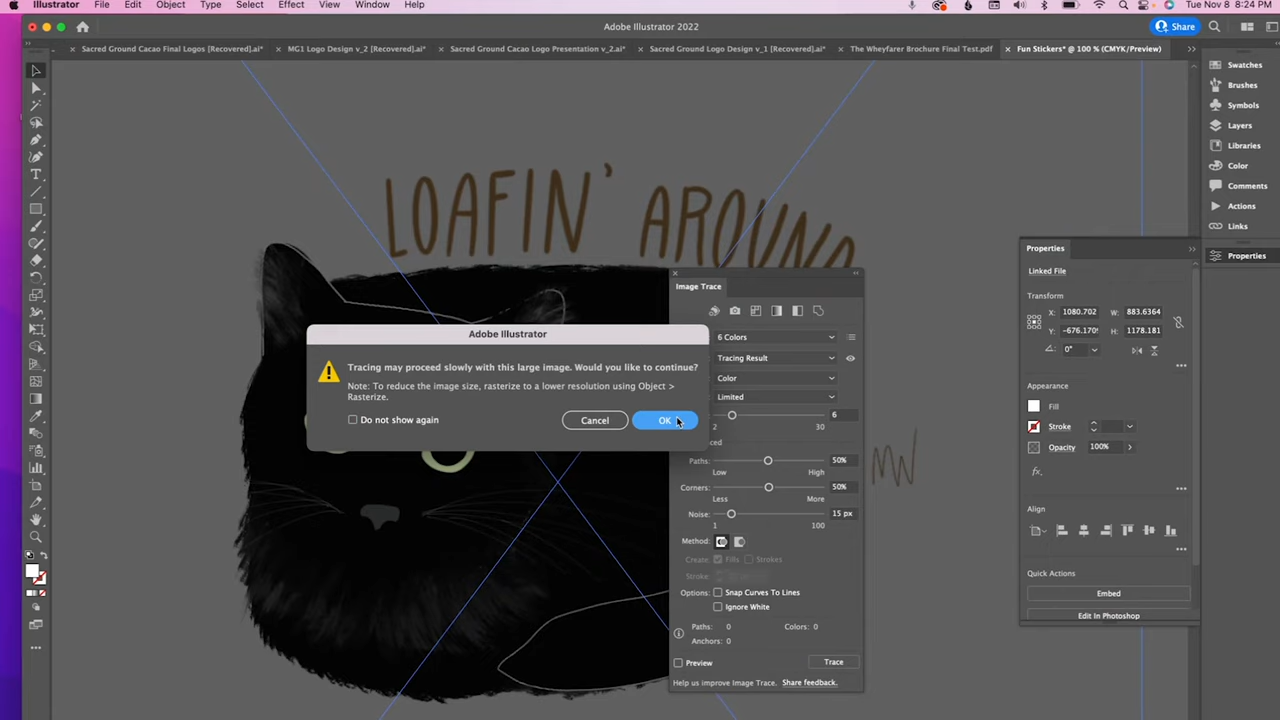 Illustrator File Edit Object Type Select Effect View Window Help Tue Nov 8 8:24 PM
Adobe Illustrator 2022
Share
Sacred Ground Cacao Final Logos [Recovered].ai*
MG1 Logo Design v_2 [Recovered].ai*
Sacred Ground Cacao Logo Presentation v_2.ai*
Sacred Ground Logo Design v_1 [Recovered].ai*
The Wheyfarer Brochure Final Test.pdf
Fun Stickers* @ 100 % (CMYK/Preview)
Swatches
Brushes
Symbols
Layers
Libraries
Color
Comments
Actions
Links
Properties
LOAFIN' AROUND
Image Trace
6 Colors
Tracing Result
Color
Limited
6
2 30
Paths: 50%
Low High
Corners: 50%
Less More
Noise: 15 px
1 100
Method:
Create: Fills Strokes
Stroke:
Options: Snap Curves To Lines
Ignore White
Paths: 0 Colors: 0
Anchors: 0
Preview Trace
Help us improve Image Trace. Share feedback.
Adobe Illustrator
Tracing may proceed slowly with this large image. Would you like to continue?
Note: To reduce the image size, rasterize to a lower resolution using Object >
Rasterize.
Do not show again
Cancel
OK
Properties
Linked File
Transform
X: 1080.702 W: 883.6364
Y: -676.170 H: 1178.181
0°
Appearance
Fill
Stroke
Opacity 100%
fx.
Align
Quick Actions
Embed
Edit In Photoshop